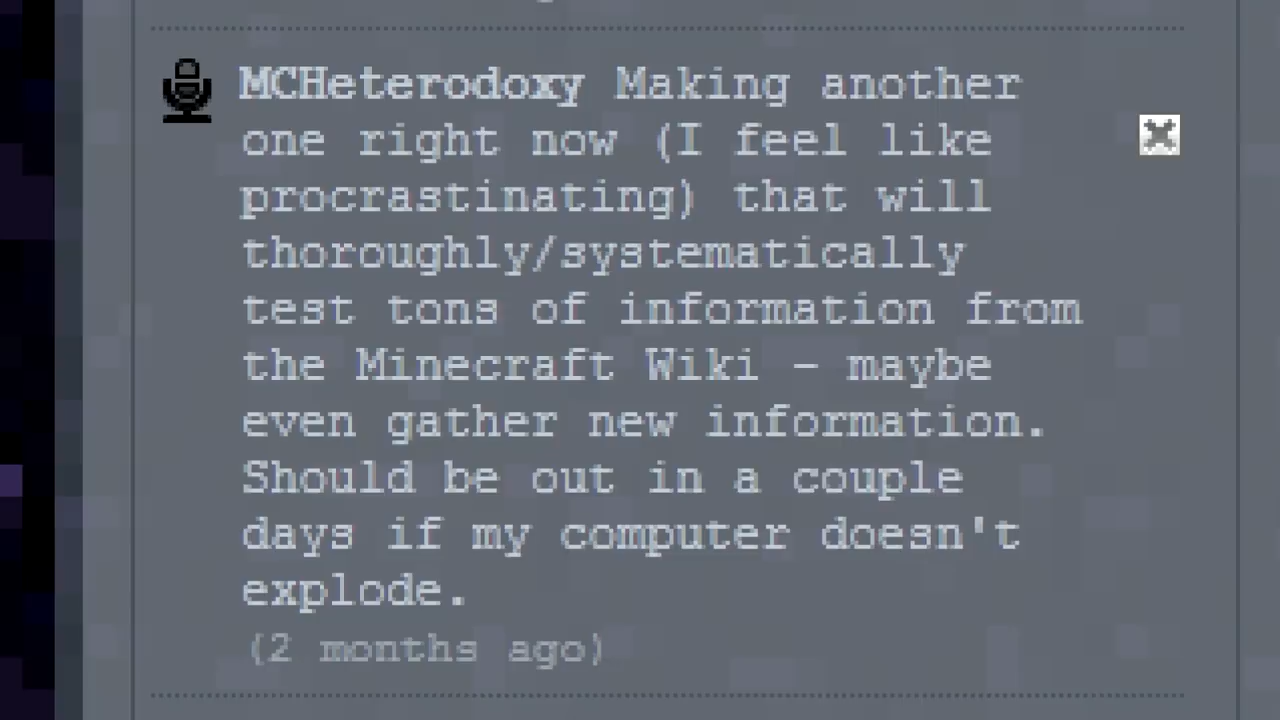 MCHeterodoxy Making another
one right now (I feel like
procrastinating) that will
thoroughly/systematically
test tons of information from
the Minecraft Wiki - maybe
even gather new information.
Should be out in a couple
days if my computer doesn't
explode.
(2 months ago)